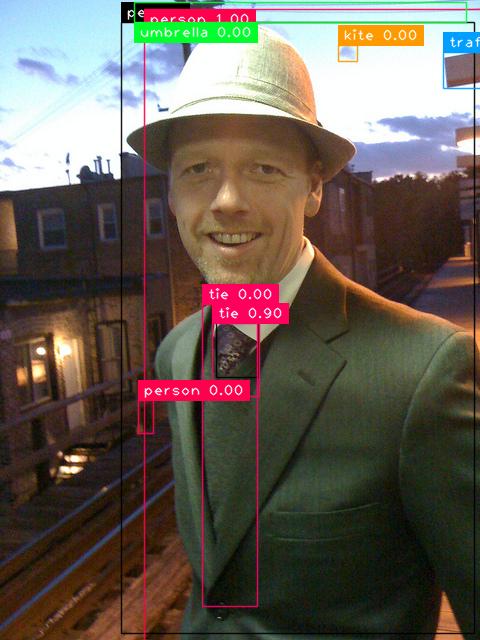 pe
person 1.00
umbrella 0.00
kite 0.00
traf
tie 0.00
tie 0.90
person 0.00